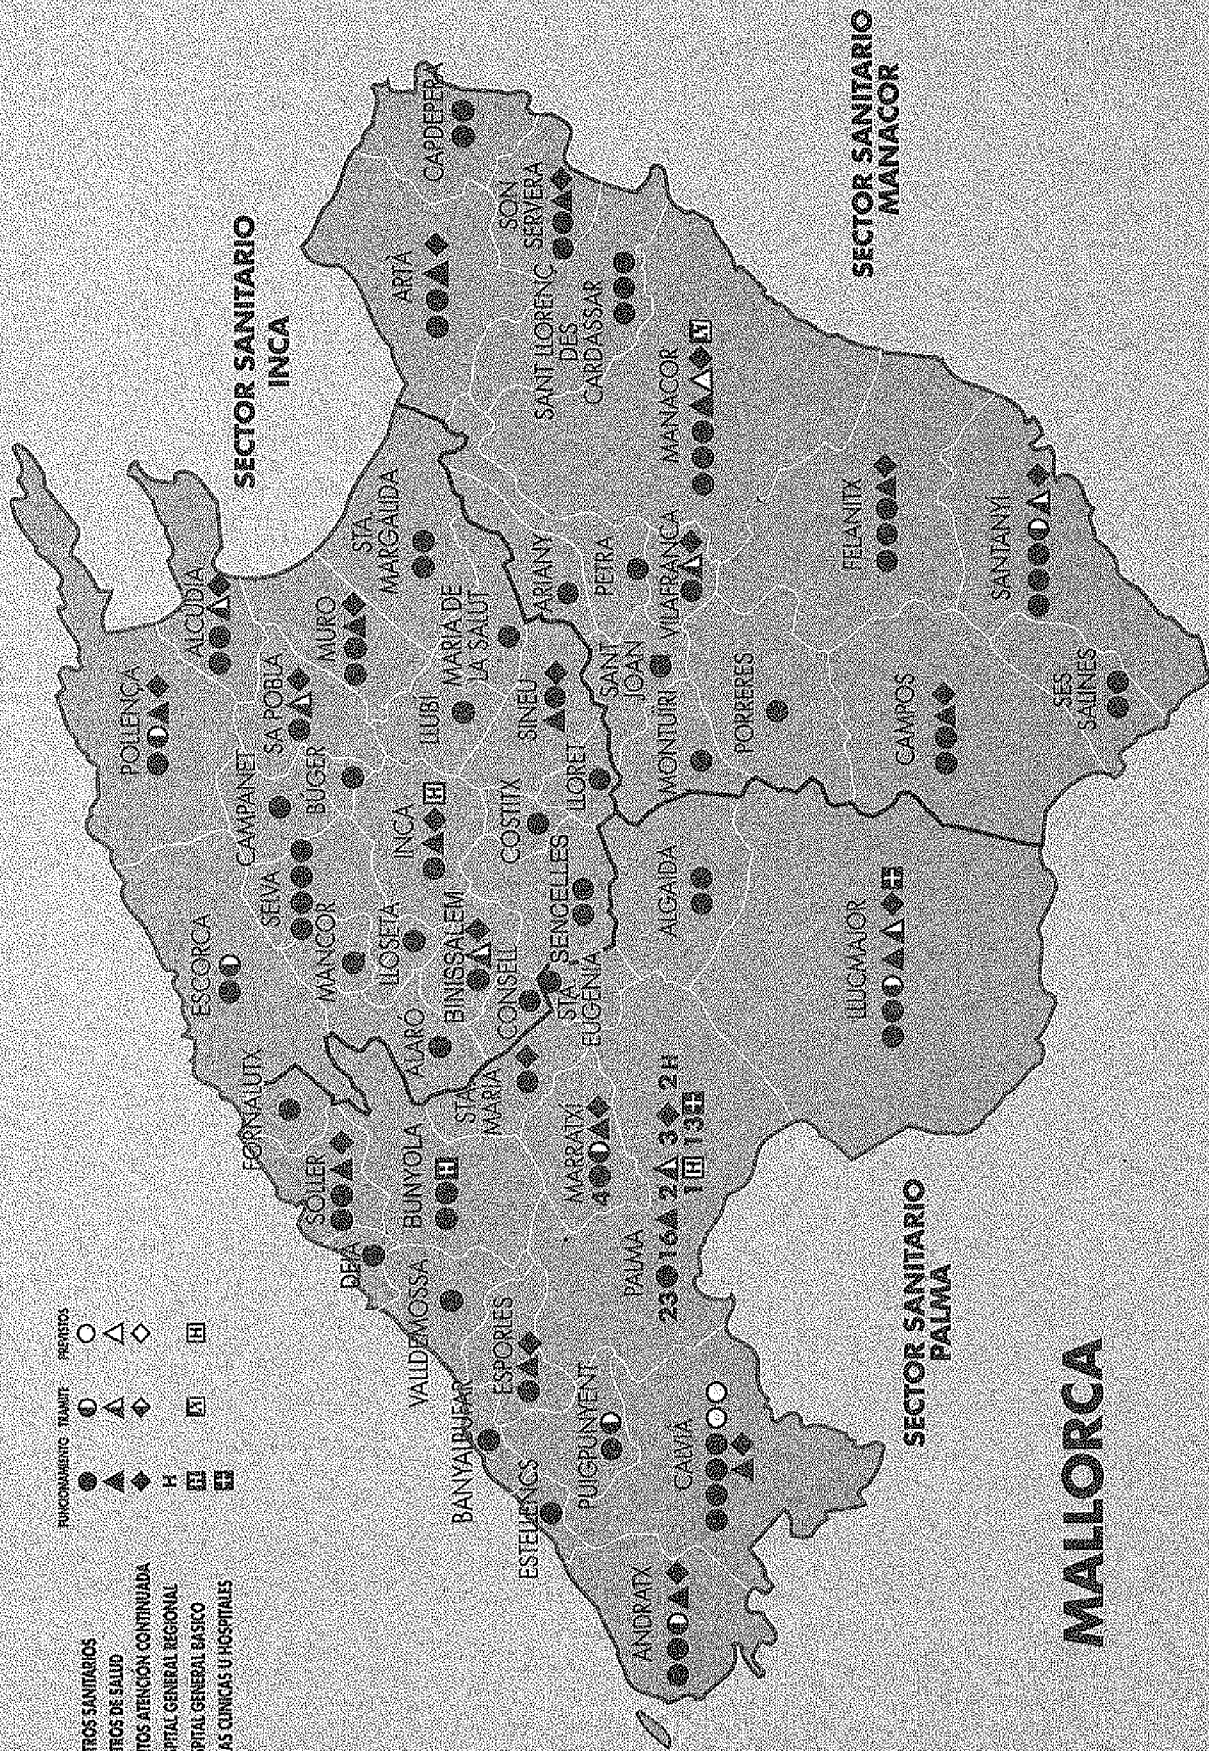 FUNCIONAMIENTO TRAMITE PREVISTOS
TROS SANITARIOS
TROS DE SALUD
TOS ATENCIÓN CONTINUADA
PITAL GENERAL REGIONAL H
PITAL GENERAL BASICO H H
AS CLINICAS U HOSPITALES
SECTOR SANITARIO
INCA
POLLENÇA
ALCUDIA
ESCORCA
CAMPANET
SA POBLA
FORNALUTX
SELVA
BÚGER
MURO
SÓLLER
MANCOR
STA.
MARGALIDA
DEIA
LLOSETA
INCA
H
LLUBÍ
MARIA DE
LA SALUT
ARTÀ
CAPDEPERA
BUNYOLA
H
ALARÓ
BINISSALEM
VALLDEMOSSA
STA.
MARIA
CONSELL
COSTITX
SINEU
SON
SERVERA
BANYALBUFAR
ESPORLES
SENCELLES
LLORET
ARIANY
SANT LLORENÇ
DES
CARDASSAR
ESTELLENCS
PUIGPUNYENT
MARRATXÍ
4
STA.
EUGENIA
SANT
JOAN
PETRA
ANDRATX
CALVIÀ
PALMA
23 16 2 3 2H
1 H 13
ALGAIDA
MONTUÏRI
VILAFRANCA
MANACOR
PORRERES
LLUCMAJOR
CAMPOS
FELANITX
SES
SALINES
SANTANYÍ
SECTOR SANITARIO
PALMA
SECTOR SANITARIO
MANACOR
MALLORCA